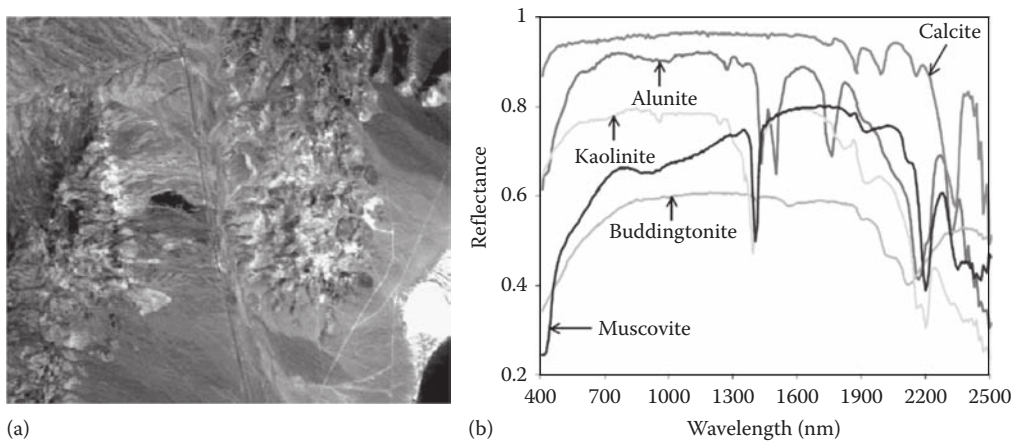 (a)
(b)
1
0.8
0.6
0.4
0.2
Reflectance
Calcite
Alunite
Kaolinite
Buddingtonite
Muscovite
400 700 1000 1300 1600 1900 2200 2500
Wavelength (nm)